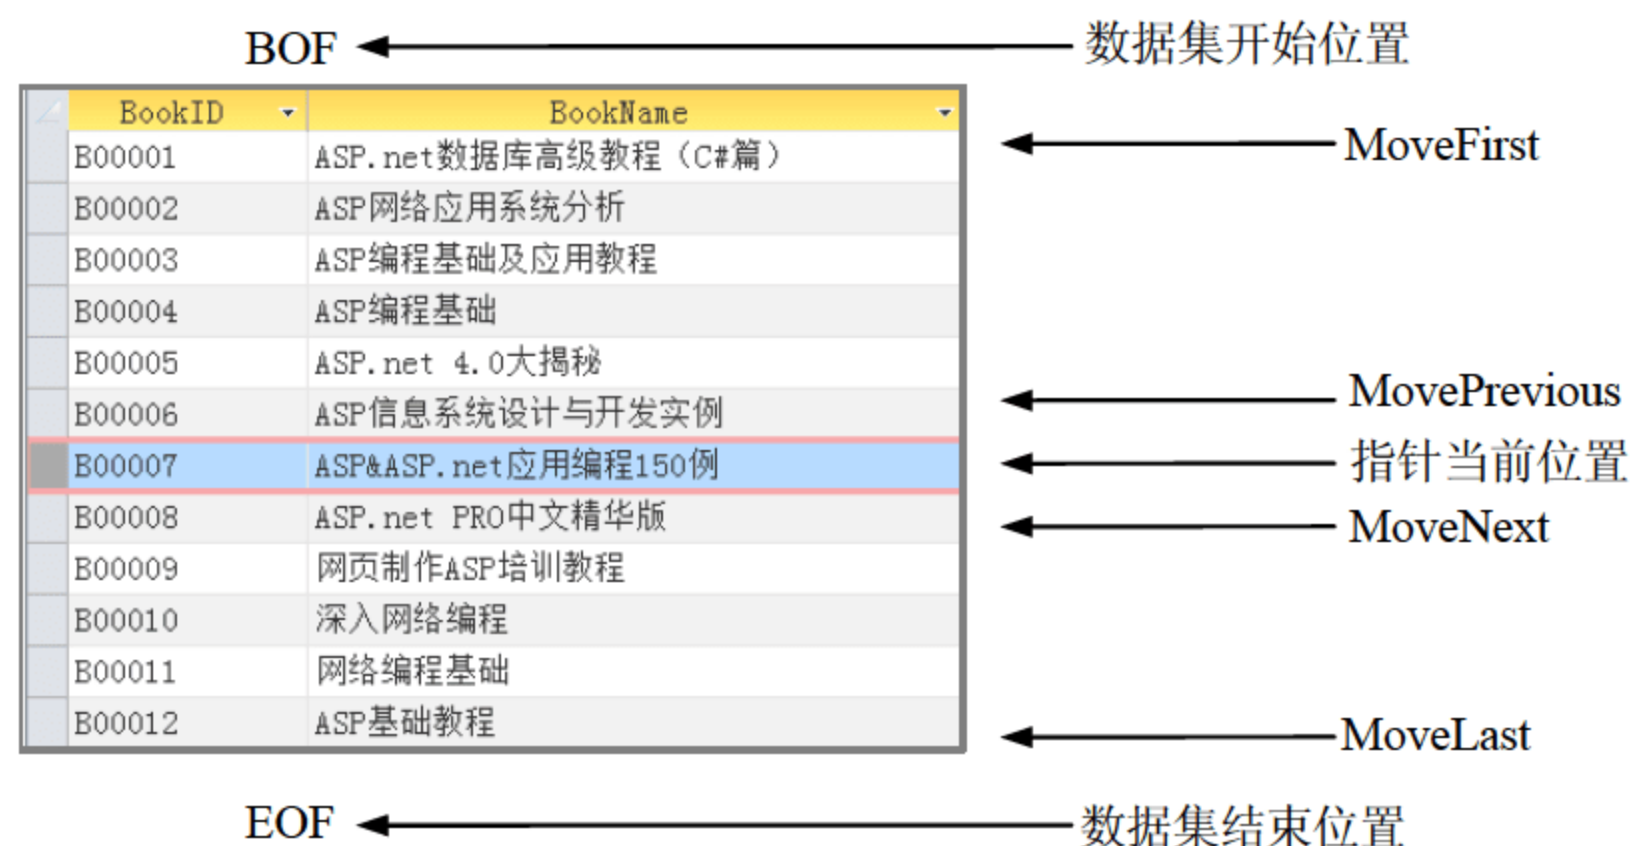 BOF 数据集开始位置
BookID BookName
B00001 ASP.net数据库高级教程（C#篇） MoveFirst
B00002 ASP网络应用系统分析
B00003 ASP编程基础及应用教程
B00004 ASP编程基础
B00005 ASP.net 4.0大揭秘
B00006 ASP信息系统设计与开发实例 MovePrevious
B00007 ASP&ASP.net应用编程150例 指针当前位置
B00008 ASP.net PRO中文精华版 MoveNext
B00009 网页制作ASP培训教程
B00010 深入网络编程
B00011 网络编程基础
B00012 ASP基础教程 MoveLast
EOF 数据集结束位置